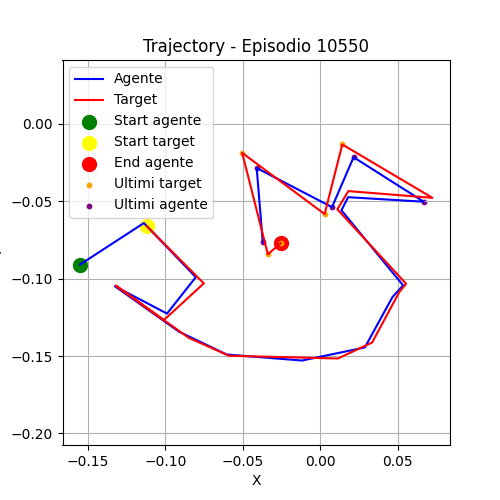 Trajectory - Episodio 10550
Agente
Target
Start agente
Start target
End agente
Ultimi target
Ultimi agente
0.00
−0.05
−0.10
−0.15
−0.20
−0.15
−0.10
−0.05
0.00
0.05
X